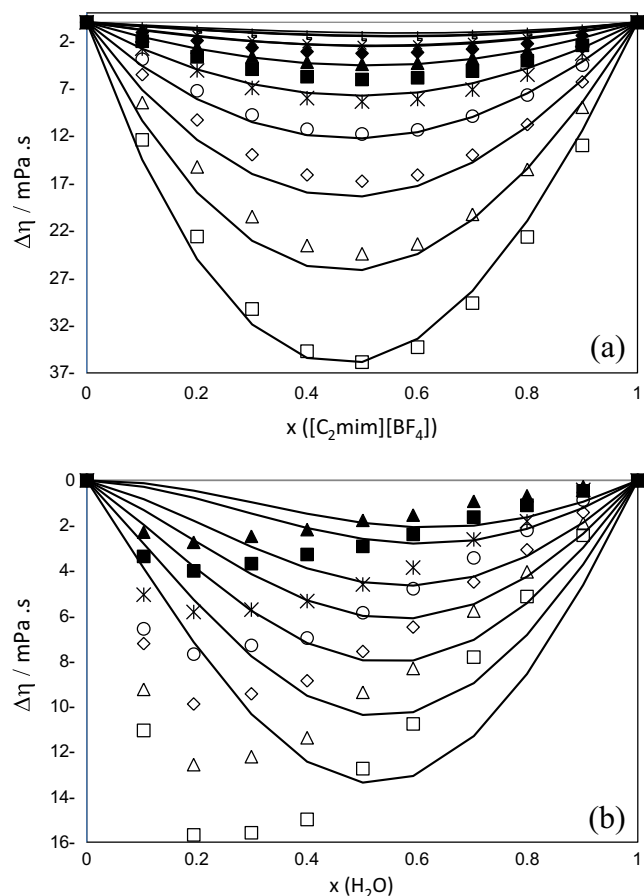 2-
7-
12-
17-
22-
27-
32-
37-
Δη / mPa .s
(a)
0 0.2 0.4 0.6 0.8 1
x ([C₂mim][BF₄])
0
2-
4-
6-
8-
10-
12-
14-
16-
Δη / mPa .s
(b)
0 0.2 0.4 0.6 0.8 1
x (H₂O)